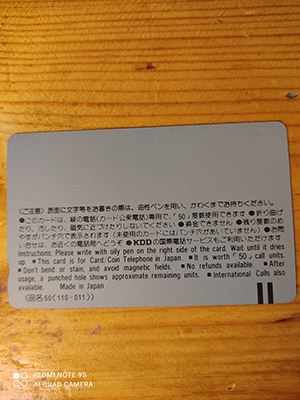 〈ご注意〉表面に文字等をお書きの際は、油性ペンを用い、かわくまでお待ちください。
●このカードは、緑の電話(カード公衆電話)専用で、「50」度数使用できます ●折り曲げ
たり、汚したり、磁気に近づけたりしないでください ●換金できません ●残り度数のめ
やすがパンチ穴で表示されます(未使用のカードにはパンチ穴があいていません) ●お問
い合せは、お近くの電話局へどうぞ ●KDDの国際電話サービスもご利用いただけます
Instructions: Please write with oily pen on the right side of the card. Wait until it dries
up. ■This card is for Card/Coin Telephone in Japan. ■It is worth「50」call units.
■Don't bend or stain, and avoid magnetic fields. ■No refunds available. ■After
usage, a punched hole shows approximate remaining units. ■International Calls also
available. Made in Japan
〈品名50〈110-011〉〉
REDMI NOTE 9S
AI QUAD CAMERA